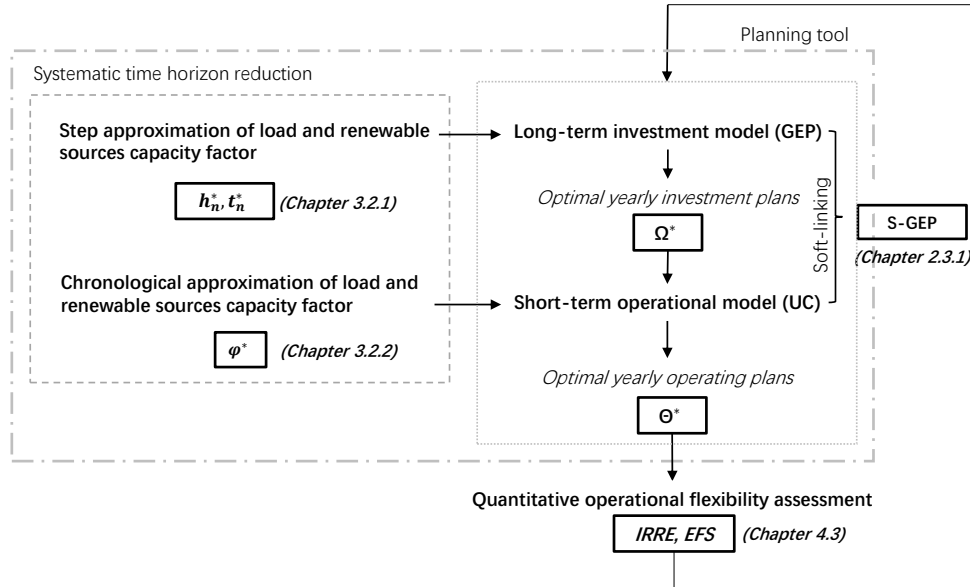 Planning tool
Systematic time horizon reduction
Step approximation of load and renewable
sources capacity factor
h*n, t*n
(Chapter 3.2.1)
Chronological approximation of load and
renewable sources capacity factor
φ*
(Chapter 3.2.2)
Long-term investment model (GEP)
Optimal yearly investment plans
Ω*
Short-term operational model (UC)
Optimal yearly operating plans
Θ*
Soft-linking
S-GEP
(Chapter 2.3.1)
Quantitative operational flexibility assessment
IRRE, EFS
(Chapter 4.3)